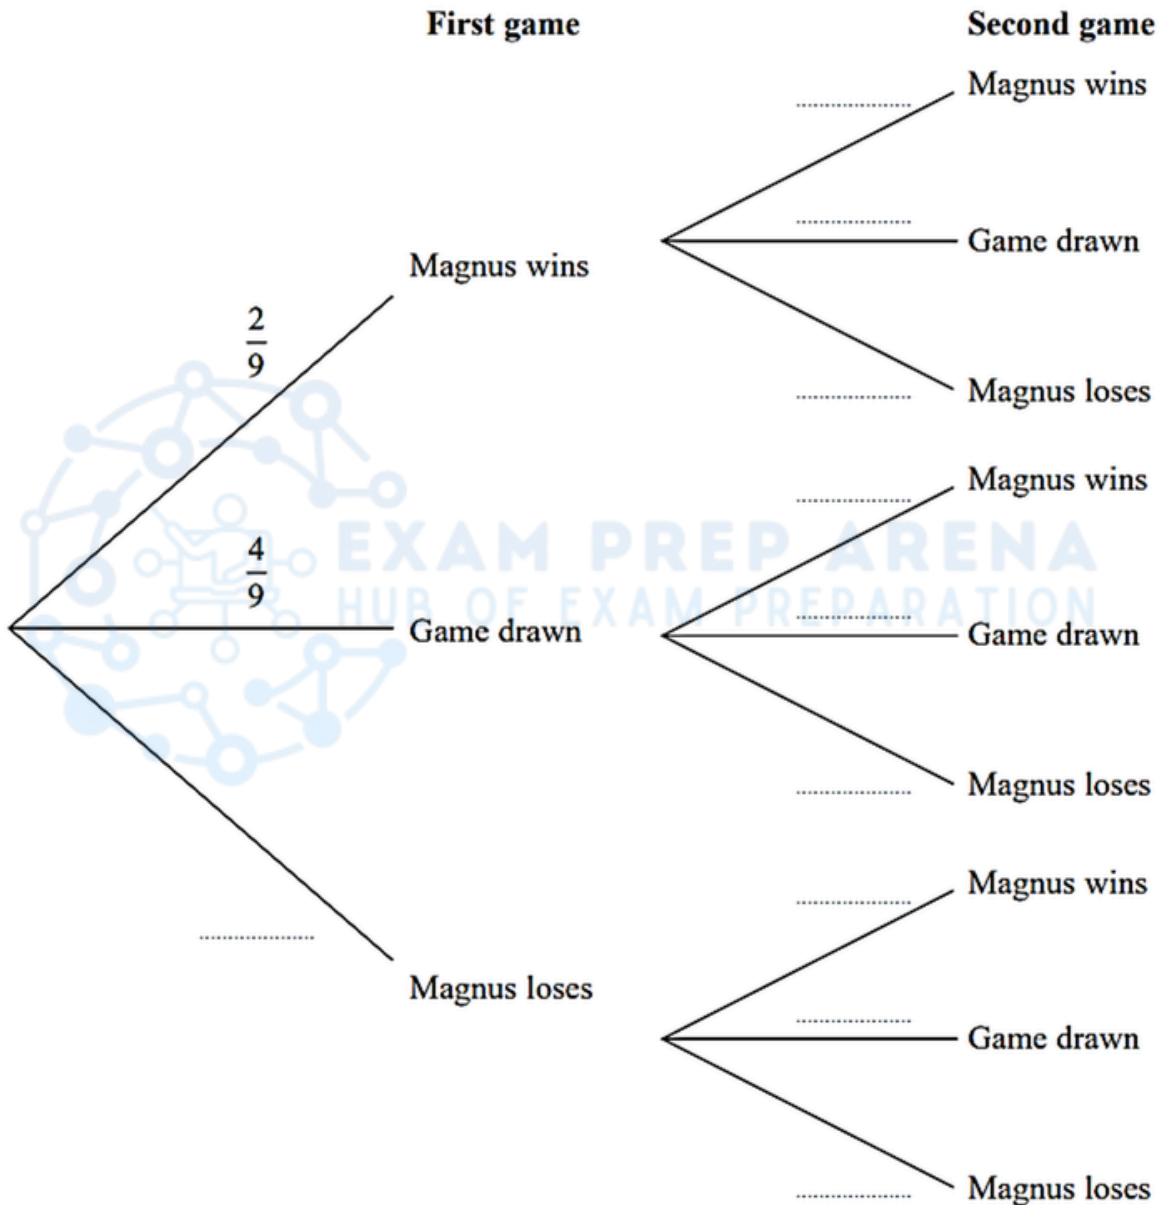 First game Second game
Magnus wins
Game drawn
Magnus wins
2
9
Magnus loses
Magnus wins
EXAM PREP ARENA
4
9
HUB OF EXAM PREPARATION
Game drawn
Game drawn
Magnus loses
Magnus wins
Magnus loses
Game drawn
Magnus loses